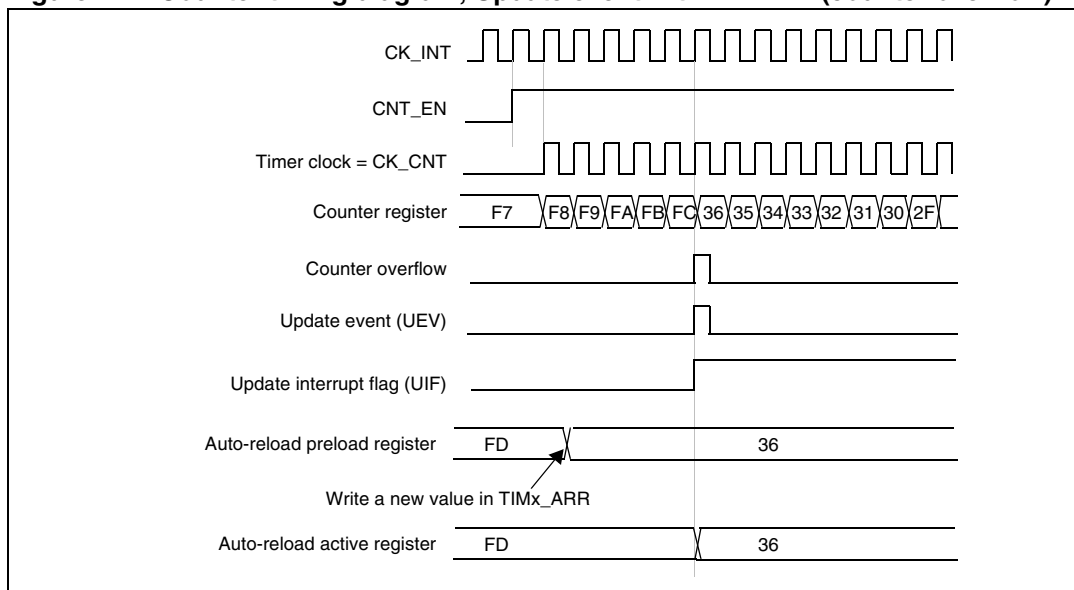 CK_INT
CNT_EN
Timer clock = CK_CNT
Counter register F7 F8 F9 FA FB FC 36 35 34 33 32 31 30 2F
Counter overflow
Update event (UEV)
Update interrupt flag (UIF)
Auto-reload preload register FD 36
Write a new value in TIMx_ARR
Auto-reload active register FD 36